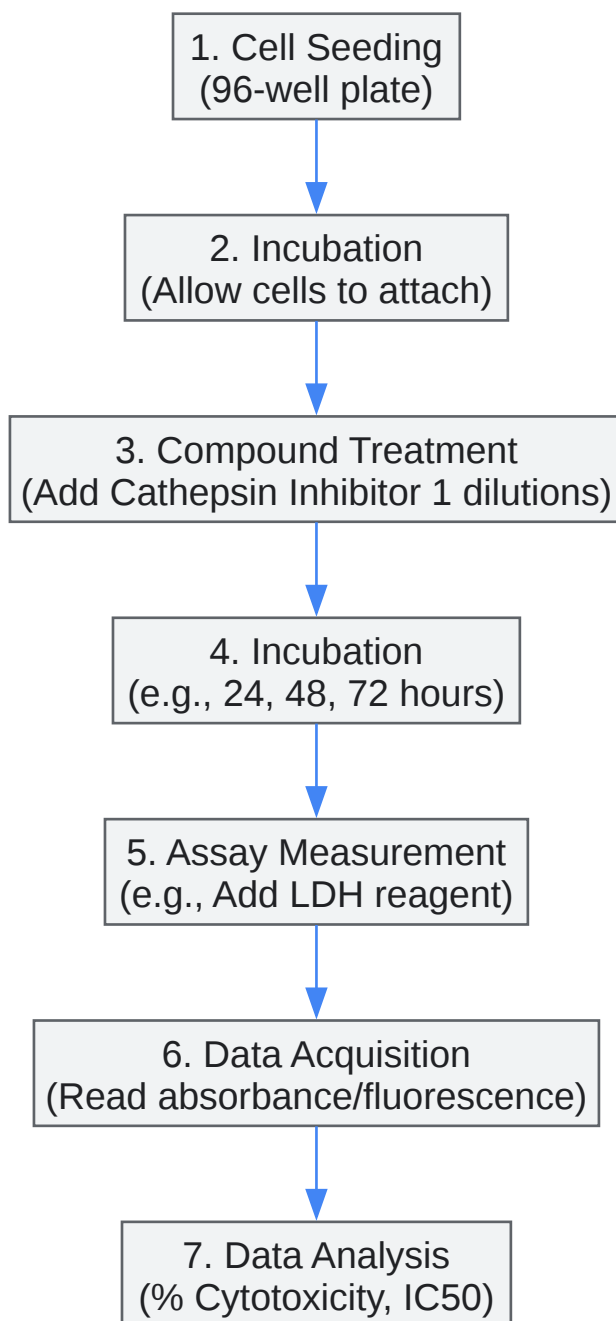 1. Cell Seeding
(96-well plate)
2. Incubation
(Allow cells to attach)
3. Compound Treatment
(Add Cathepsin Inhibitor 1 dilutions)
4. Incubation
(e.g., 24, 48, 72 hours)
5. Assay Measurement
(e.g., Add LDH reagent)
6. Data Acquisition
(Read absorbance/fluorescence)
7. Data Analysis
(% Cytotoxicity, IC50)